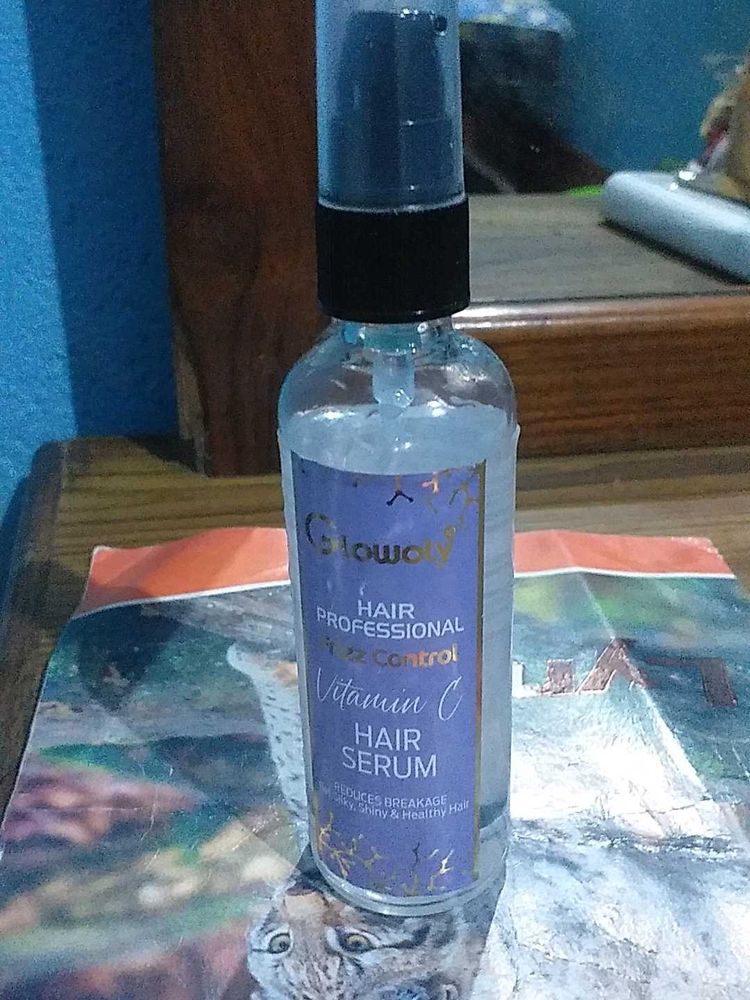 Glowoly
HAIR
PROFESSIONAL
Frizz Control
Vitamin C
HAIR
SERUM
REDUCES BREAKAGE
Silky, Shiny & Healthy Hair